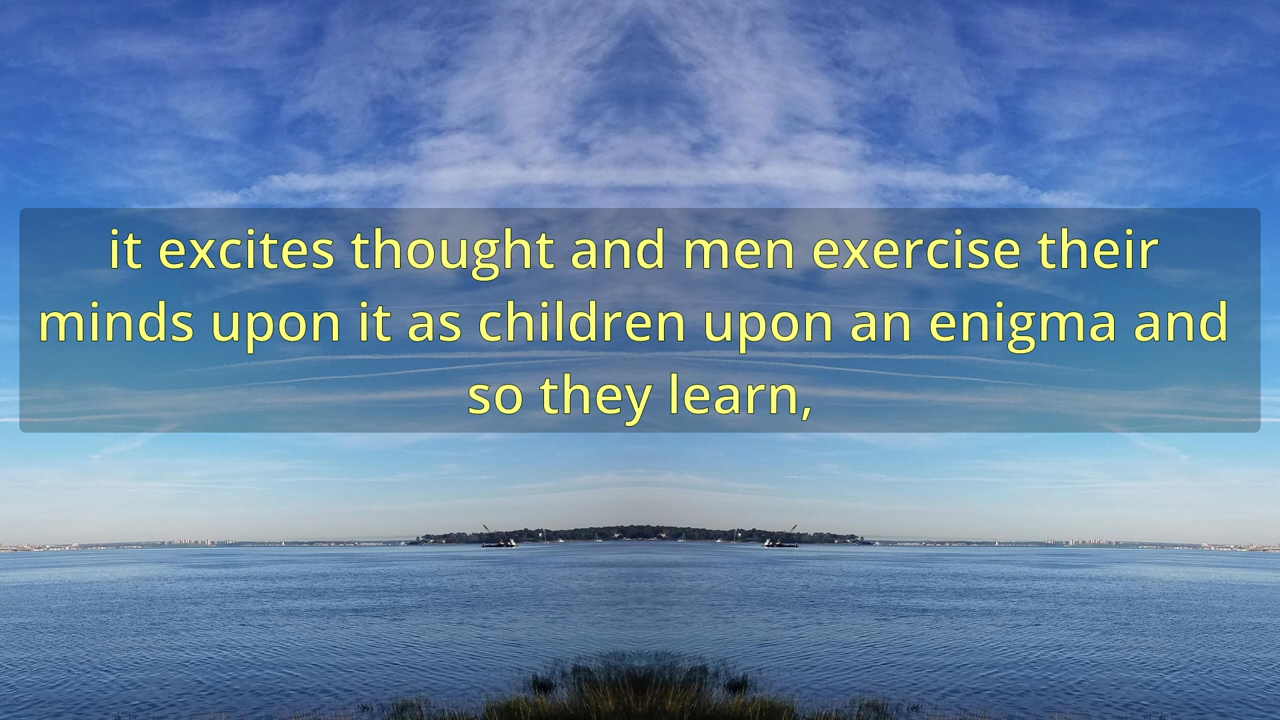 it excites thought and men exercise their
minds upon it as children upon an enigma and
so they learn,